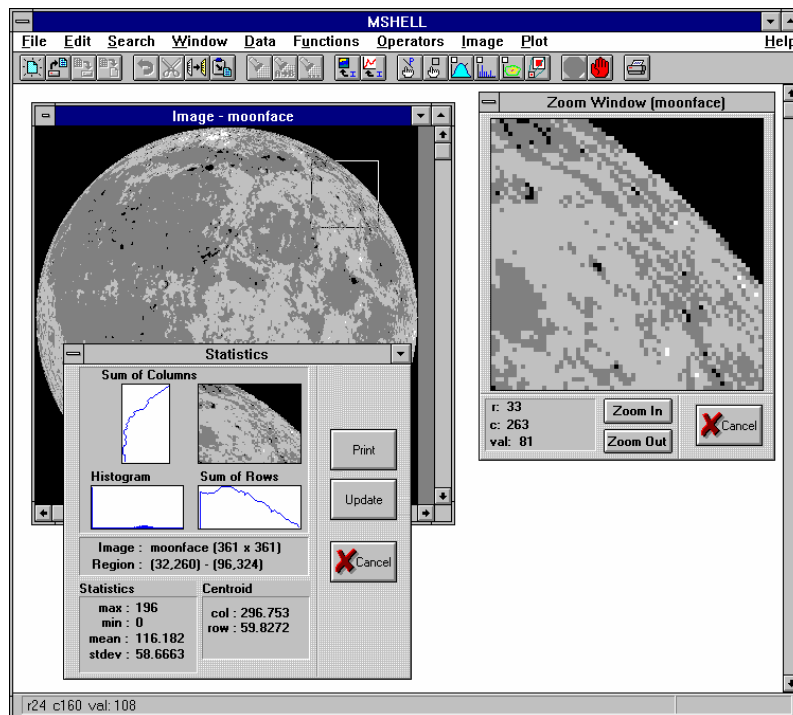 MSHELL
File Edit Search Window Data Functions Operators Image Plot Help
Image - moonface
Zoom Window (moonface)
r: 33
c: 263
val: 81
Zoom In
Zoom Out
Cancel
Statistics
Sum of Columns
Histogram
Sum of Rows
Print
Update
Cancel
Image : moonface (361 x 361)
Region : (32,260) - (96,324)
Statistics
max : 196
min : 0
mean : 116.182
stdev : 58.6663
Centroid
col : 296.753
row : 59.8272
r24 c160 val: 108